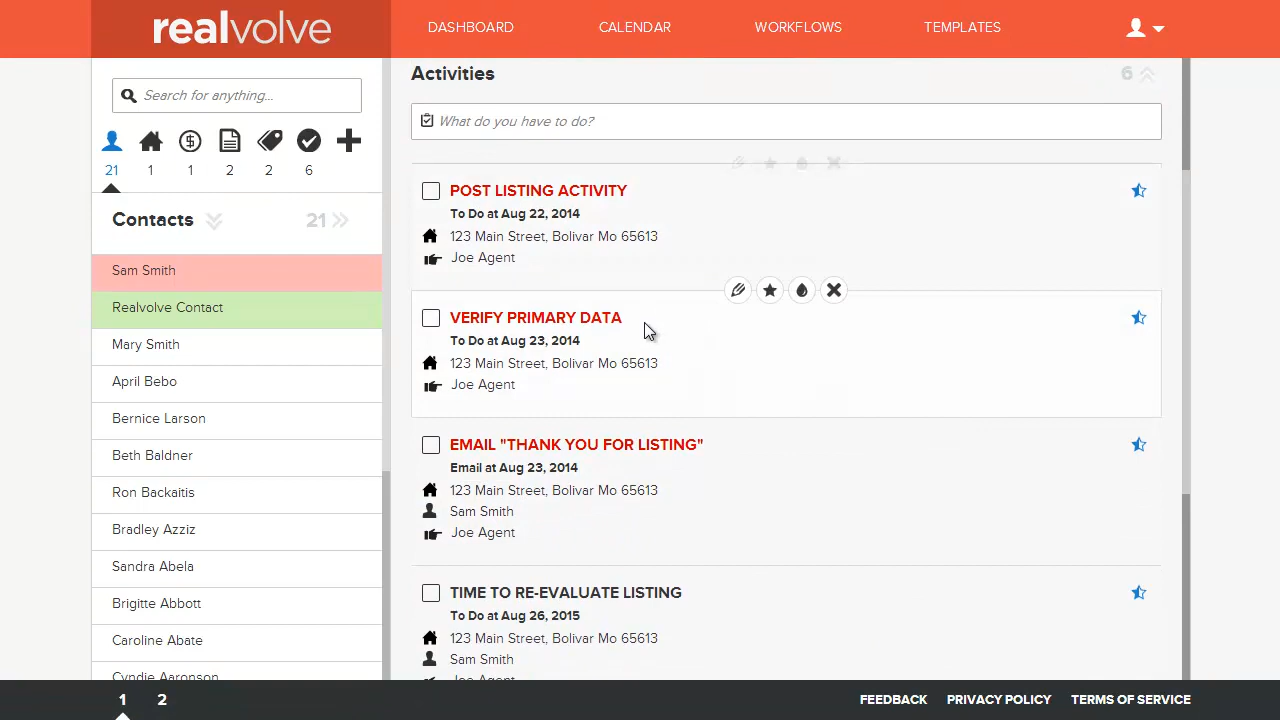 realvolve
DASHBOARD
CALENDAR
WORKFLOWS
TEMPLATES
Search for anything...
21
1
1
2
2
6
Contacts
21
Sam Smith
Realvolve Contact
Mary Smith
April Bebo
Bernice Larson
Beth Baldner
Ron Backaitis
Bradley Azziz
Sandra Abela
Brigitte Abbott
Caroline Abate
Cyndie Aaronson
Activities
6
What do you have to do?
POST LISTING ACTIVITY
To Do at Aug 22, 2014
123 Main Street, Bolivar Mo 65613
Joe Agent
VERIFY PRIMARY DATA
To Do at Aug 23, 2014
123 Main Street, Bolivar Mo 65613
Joe Agent
EMAIL "THANK YOU FOR LISTING"
Email at Aug 23, 2014
123 Main Street, Bolivar Mo 65613
Sam Smith
Joe Agent
TIME TO RE-EVALUATE LISTING
To Do at Aug 26, 2015
123 Main Street, Bolivar Mo 65613
Sam Smith
1
2
FEEDBACK
PRIVACY POLICY
TERMS OF SERVICE